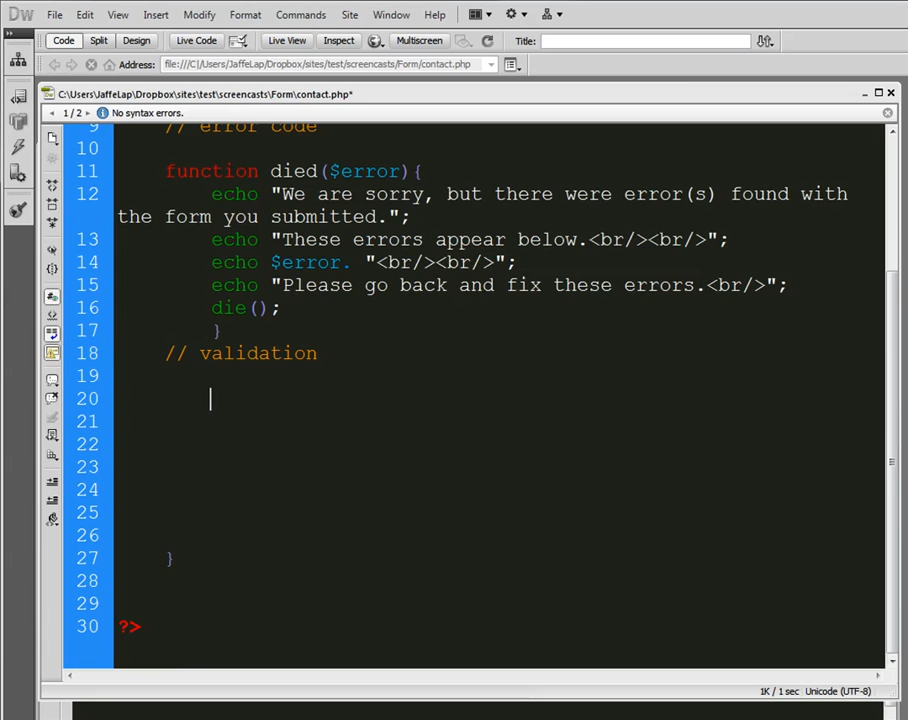 Dw File Edit View Insert Modify Format Commands Site Window Help
Code Split Design Live Code Live View Inspect Multiscreen Title:
Address: file:///C|/Users/JaffeLap/Dropbox/sites/test/screencasts/Form/contact.php
C:\Users\JaffeLap\Dropbox\sites\test\screencasts\Form\contact.php*
1 / 2 No syntax errors.
9 // error code
10
11 function died($error){
12 echo "We are sorry, but there were error(s) found with
the form you submitted.";
13 echo "These errors appear below.<br/><br/>";
14 echo $error. "<br/><br/>";
15 echo "Please go back and fix these errors.<br/>";
16 die();
17 }
18 // validation
19
20
21
22
23
24
25
26
27 }
28
29
30 ?>
1K / 1 sec Unicode (UTF-8)